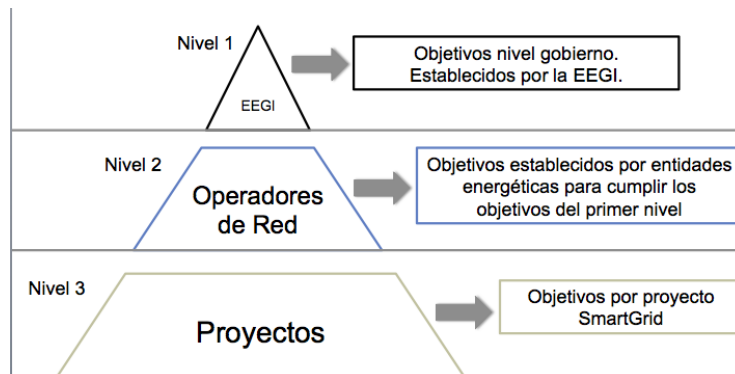 Nivel 1
EEGI
Objetivos nivel gobierno.
Establecidos por la EEGI.
Nivel 2
Operadores
de Red
Objetivos establecidos por entidades
energéticas para cumplir los
objetivos del primer nivel
Nivel 3
Proyectos
Objetivos por proyecto
SmartGrid